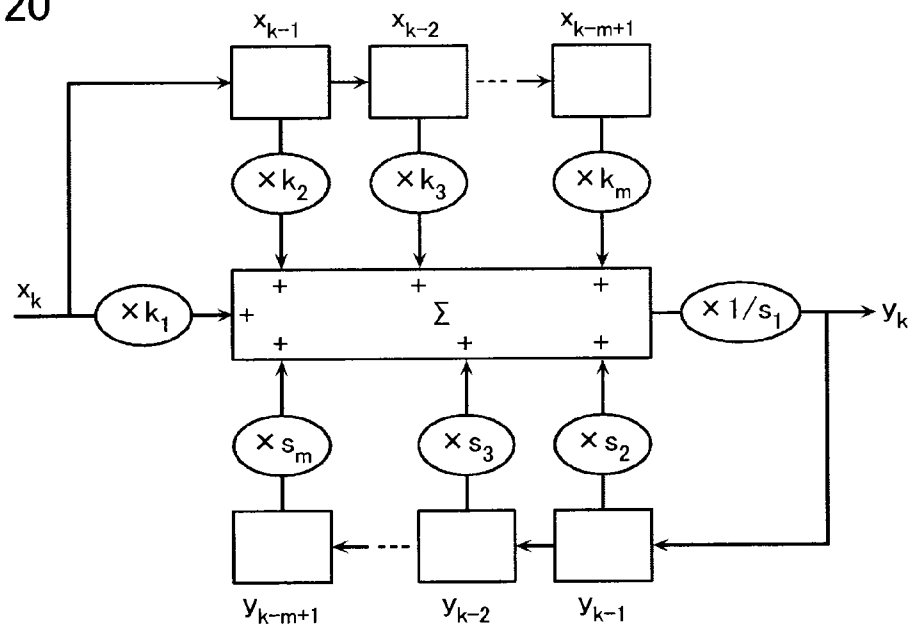 20
x_{k-1} x_{k-2} x_{k-m+1}
×k_2 ×k_3 ×k_m
+ + +
x_k ×k_1 + Σ ×1/s_1 y_k
+ + +
×s_m ×s_3 ×s_2
y_{k-m+1} y_{k-2} y_{k-1}